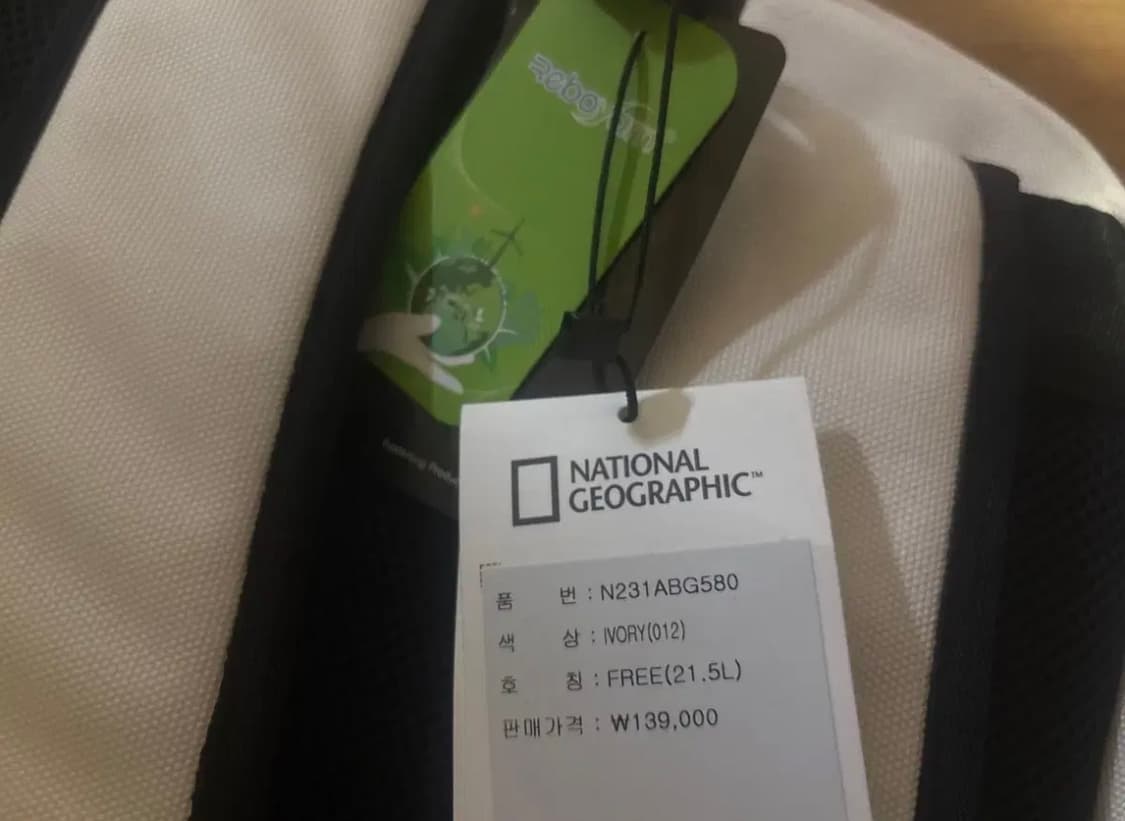 Reboyarn
NATIONAL
GEOGRAPHIC™
품 번 : N231ABG580
색 상 : IVORY(012)
호 칭 : FREE(21.5L)
판매가격 : ₩139,000